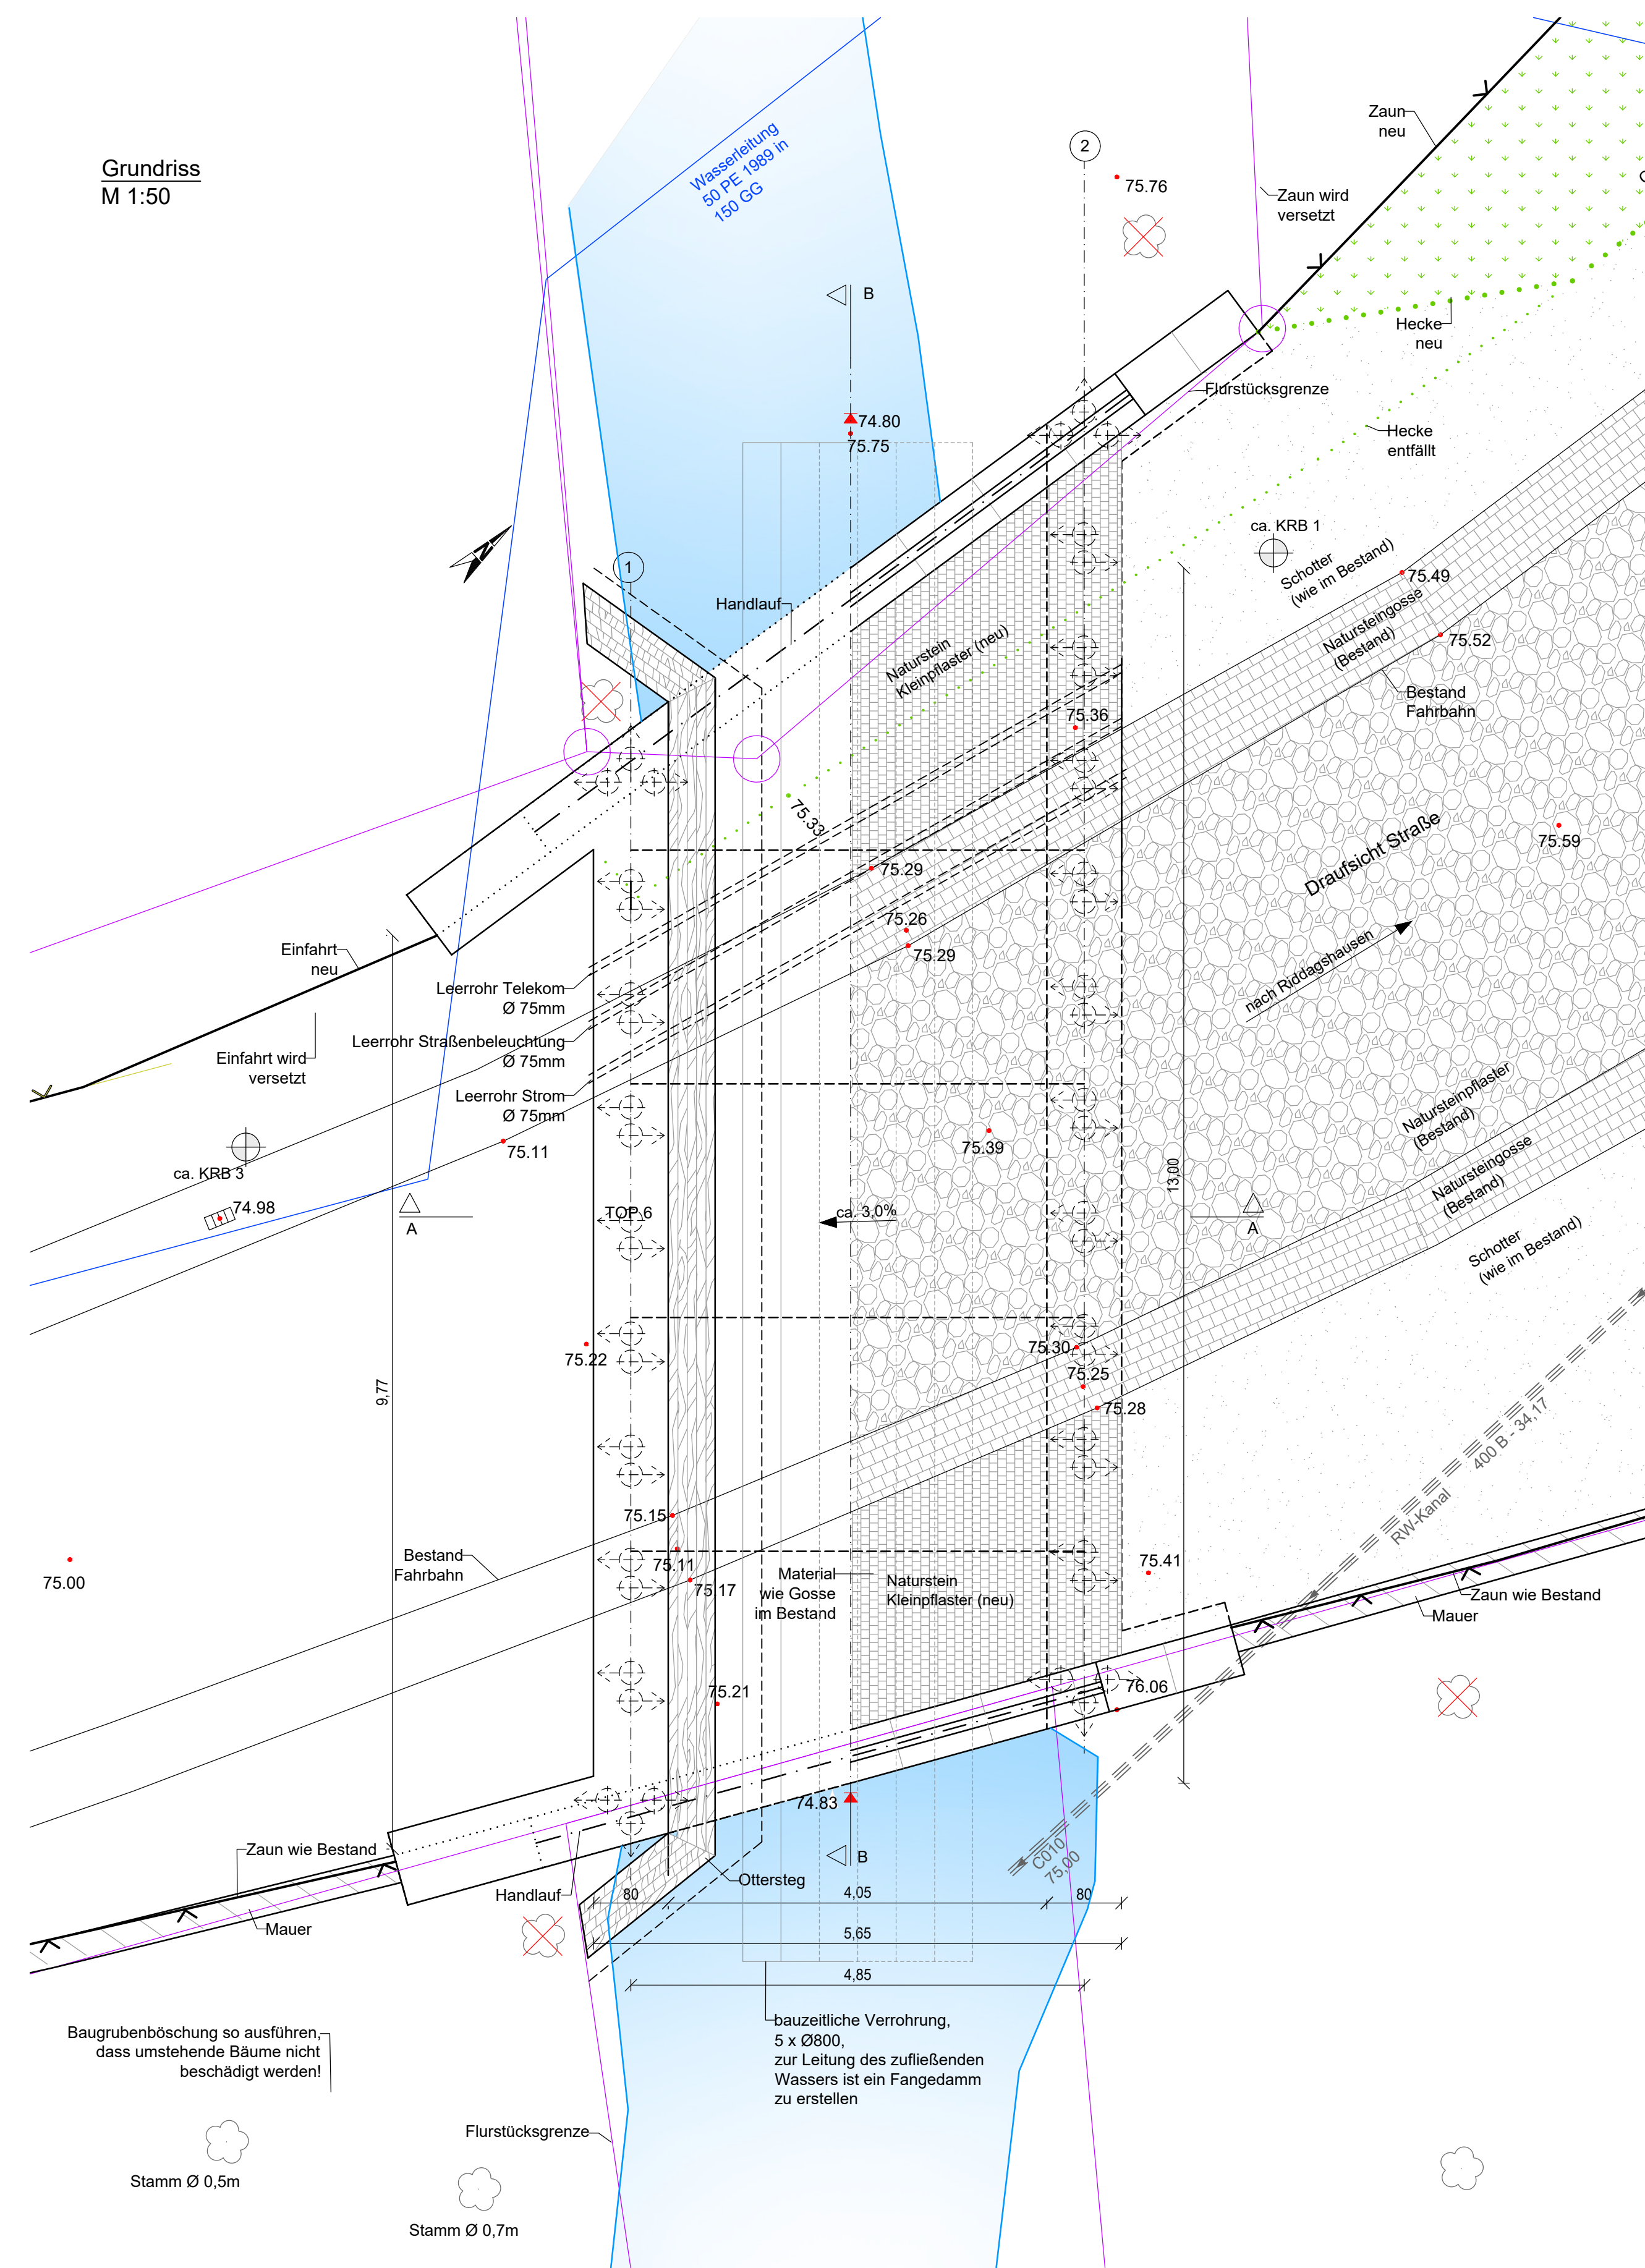 Grundriss
M 1:50
Wasserleitung
50 PE 1989 in
150 GG
2
75.76
Zaun
neu
Zaun wird
versetzt
B
Hecke
neu
74.80
75.75
Flurstücksgrenze
Hecke
entfällt
N
1
ca. KRB 1
Schotter
(wie im Bestand)
75.49
Handlauf
Naturstein
Kleinpflaster (neu)
Natursteingosse
(Bestand)
75.52
Bestand
Fahrbahn
75.36
75.33
75.29
75.26
75.29
Draufsicht Straße
75.59
nach Riddagshausen
Einfahrt
neu
Leerrohr Telekom
Ø 75mm
Leerrohr Straßenbeleuchtung
Ø 75mm
Einfahrt wird
versetzt
Leerrohr Strom
Ø 75mm
75.11
75.39
Natursteinpflaster
(Bestand)
Natursteingosse
(Bestand)
ca. KRB 3
74.98
A
TOP 6
ca. 3,0%
13,00
A
Schotter
(wie im Bestand)
75.22
9,77
75.30
75.25
75.28
400 B - 34,17
RW-Kanal
75.15
75.11
75.17
Bestand
Fahrbahn
75.00
Material
wie Gosse
im Bestand
Naturstein
Kleinpflaster (neu)
75.41
Zaun wie Bestand
Mauer
75.21
76.06
74.83
B
C010
75,00
Zaun wie Bestand
Mauer
Handlauf
Ottersteg
80
4,05
80
5,65
4,85
bauzeitliche Verrohrung,
5 x Ø800,
zur Leitung des zufließenden
Wassers ist ein Fangedamm
zu erstellen
Baugrubenböschung so ausführen,
dass umstehende Bäume nicht
beschädigt werden!
Flurstücksgrenze
Stamm Ø 0,5m
Stamm Ø 0,7m